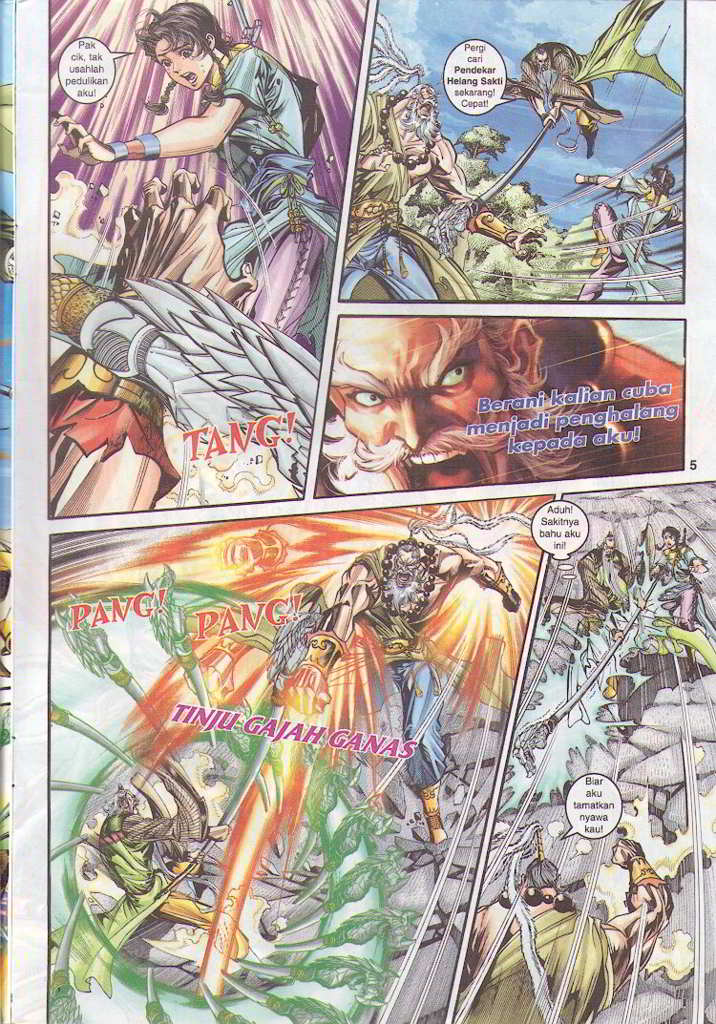 Pak
cik, tak
usahlah
pedulikan
aku!
TANG!
Pergi
cari
Pendekar
Helang Sakti
sekarang!
Cepat!
Berani kalian cuba
menjadi penghalang
kepada aku!
5
PANG!
PANG!
TINJU GAJAH GANAS
Aduh!
Sakitnya
bahu aku
ini!
Biar
aku
tamatkan
nyawa
kau!